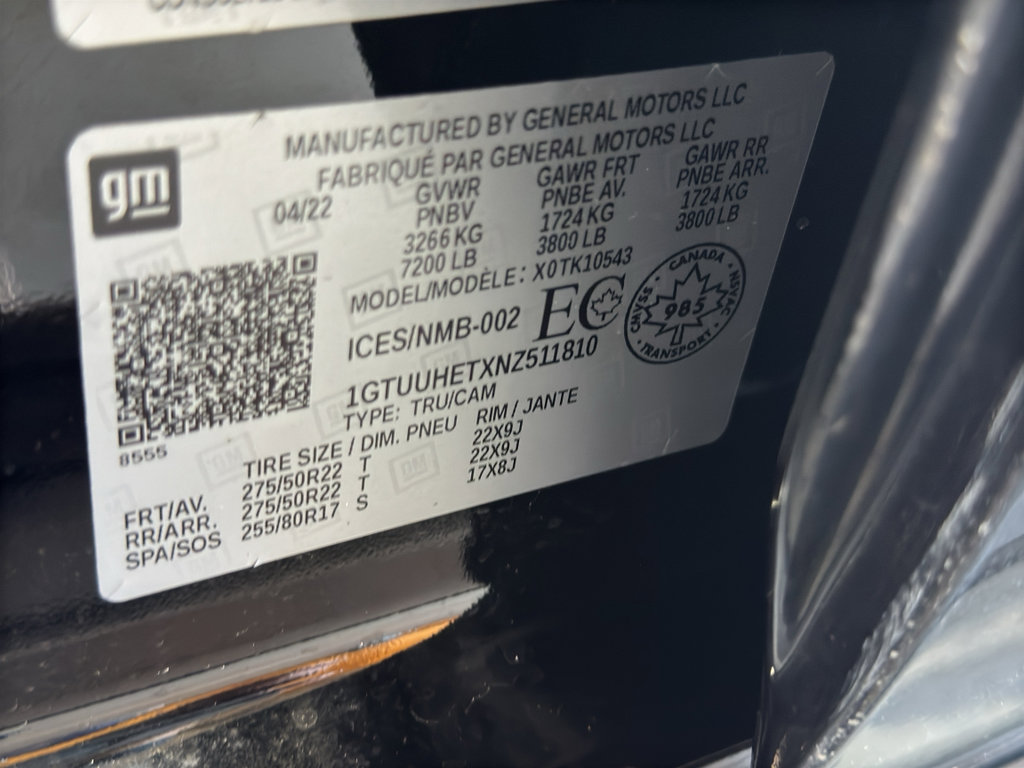 gm
MANUFACTURED BY GENERAL MOTORS LLC
FABRIQUÉ PAR GENERAL MOTORS LLC
04/22
GVWR GAWR FRT GAWR RR
PNBV PNBE AV. PNBE ARR.
3266 KG 1724 KG 1724 KG
7200 LB 3800 LB 3800 LB
MODEL/MODÈLE: X0TK10543
ICES/NMB-002 EC
CANADA
985
TRANSPORT
1GTUUHETXNZ511810
TYPE: TRU/CAM
8555
TIRE SIZE / DIM. PNEU RIM / JANTE
FRT/AV. 275/50R22 T 22X9J
RR/ARR. 275/50R22 T 22X9J
SPA/SOS 255/80R17 S 17X8J